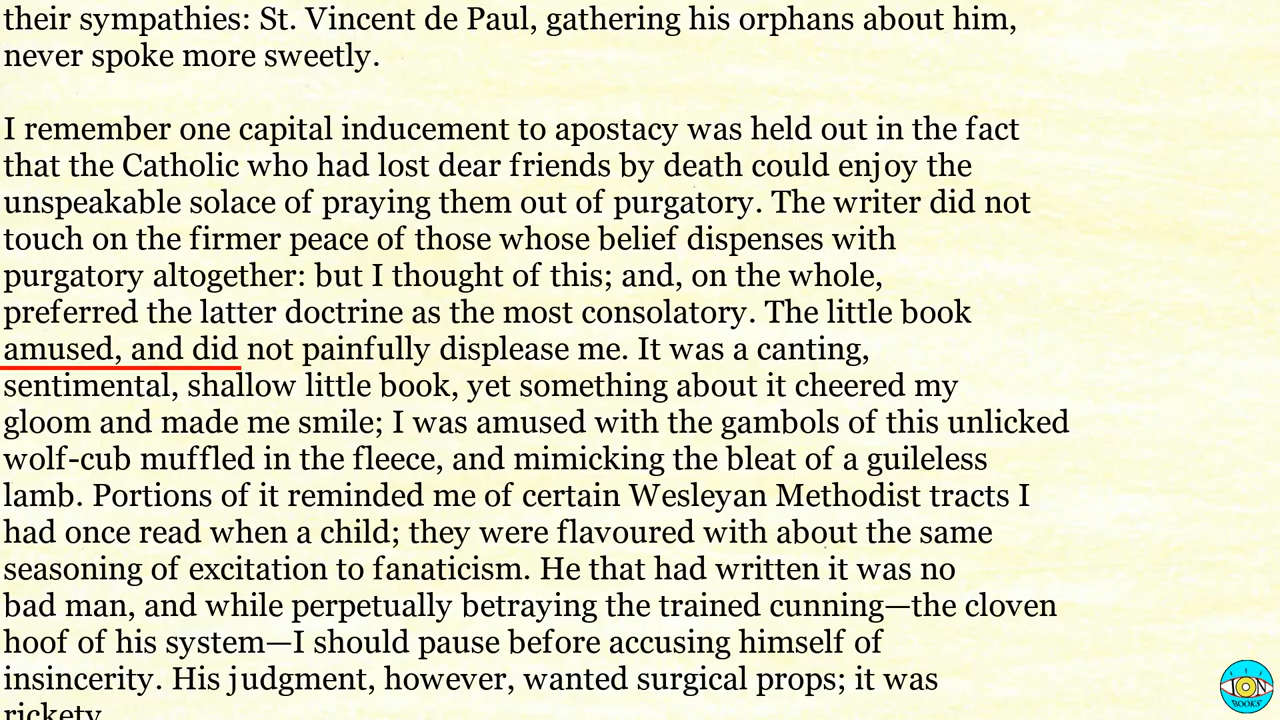 their sympathies: St. Vincent de Paul, gathering his orphans about him,
never spoke more sweetly.
I remember one capital inducement to apostacy was held out in the fact
that the Catholic who had lost dear friends by death could enjoy the
unspeakable solace of praying them out of purgatory. The writer did not
touch on the firmer peace of those whose belief dispenses with
purgatory altogether: but I thought of this; and, on the whole,
preferred the latter doctrine as the most consolatory. The little book
amused, and did not painfully displease me. It was a canting,
sentimental, shallow little book, yet something about it cheered my
gloom and made me smile; I was amused with the gambols of this unlicked
wolf-cub muffled in the fleece, and mimicking the bleat of a guileless
lamb. Portions of it reminded me of certain Wesleyan Methodist tracts I
had once read when a child; they were flavoured with about the same
seasoning of excitation to fanaticism. He that had written it was no
bad man, and while perpetually betraying the trained cunning—the cloven
hoof of his system—I should pause before accusing himself of
insincerity. His judgment, however, wanted surgical props; it was
rickety.
ION
BOOKS